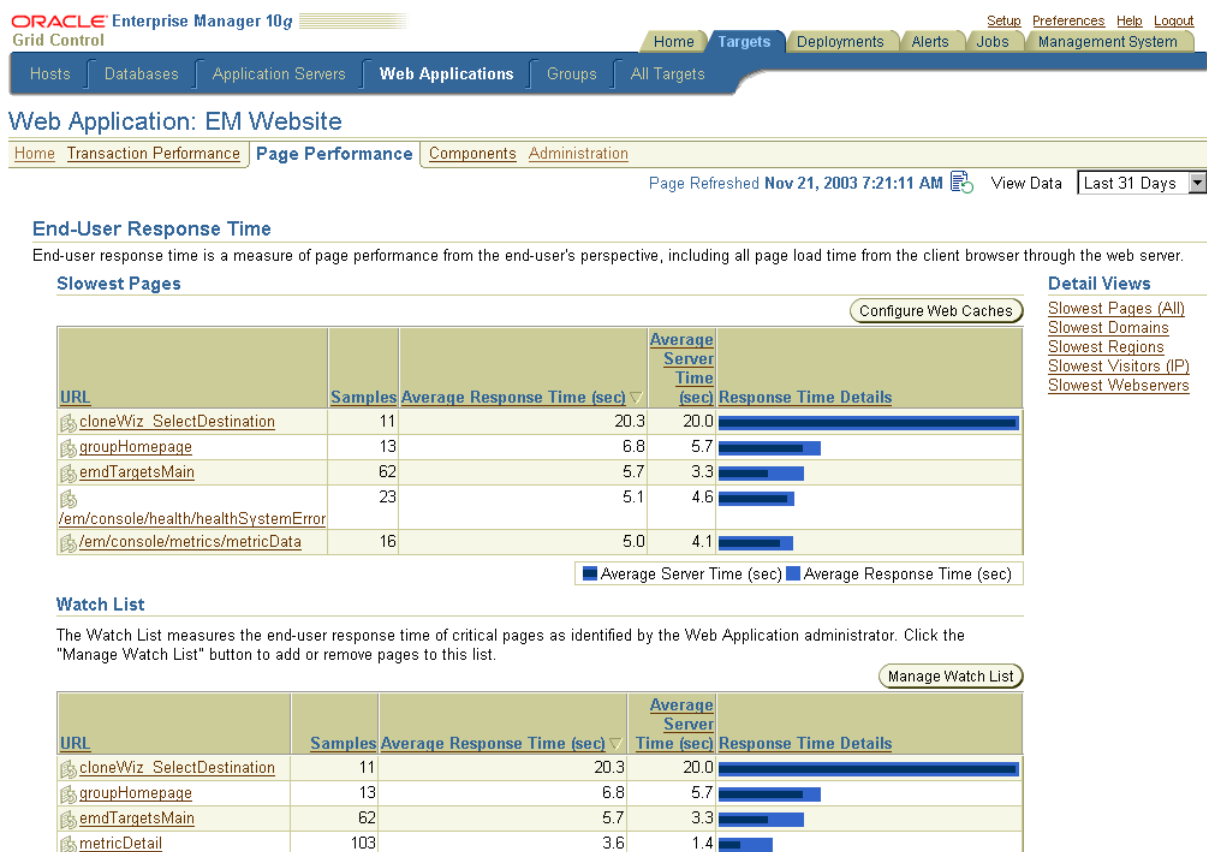 ORACLE Enterprise Manager 10g
Grid Control
Setup Preferences Help Logout
Home Targets Deployments Alerts Jobs Management System
Hosts Databases Application Servers Web Applications Groups All Targets
Web Application: EM Website
Home Transaction Performance Page Performance Components Administration
Page Refreshed Nov 21, 2003 7:21:11 AM View Data Last 31 Days
End-User Response Time
End-user response time is a measure of page performance from the end-user's perspective, including all page load time from the client browser through the web server.
Slowest Pages
Configure Web Caches
URL Samples Average Response Time (sec) Average Server Time (sec) Response Time Details
cloneWiz_SelectDestination 11 20.3 20.0
groupHomepage 13 6.8 5.7
emdTargetsMain 62 5.7 3.3
/em/console/health/healthSystemError 23 5.1 4.6
/em/console/metrics/metricData 16 5.0 4.1
Average Server Time (sec) Average Response Time (sec)
Detail Views
Slowest Pages (All)
Slowest Domains
Slowest Regions
Slowest Visitors (IP)
Slowest Webservers
Watch List
The Watch List measures the end-user response time of critical pages as identified by the Web Application administrator. Click the
"Manage Watch List" button to add or remove pages to this list.
Manage Watch List
URL Samples Average Response Time (sec) Average Server Time (sec) Response Time Details
cloneWiz_SelectDestination 11 20.3 20.0
groupHomepage 13 6.8 5.7
emdTargetsMain 62 5.7 3.3
metricDetail 103 3.6 1.4